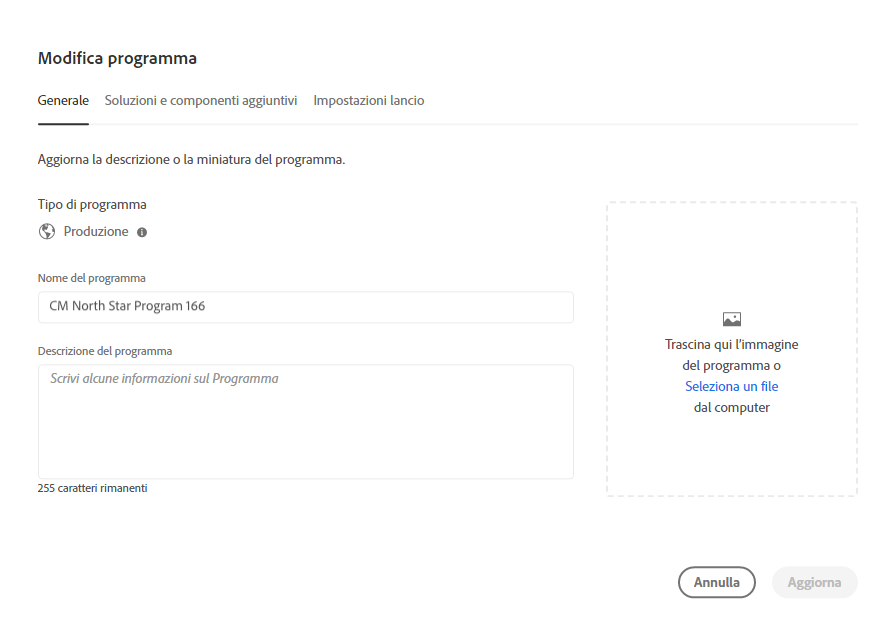 Modifica programma
Generale Soluzioni e componenti aggiuntivi Impostazioni lancio
Aggiorna la descrizione o la miniatura del programma.
Tipo di programma
Produzione
Nome del programma
CM North Star Program 166
Descrizione del programma
Scrivi alcune informazioni sul Programma
255 caratteri rimanenti
Trascina qui l'immagine
del programma o
Seleziona un file
dal computer
Annulla Aggiorna